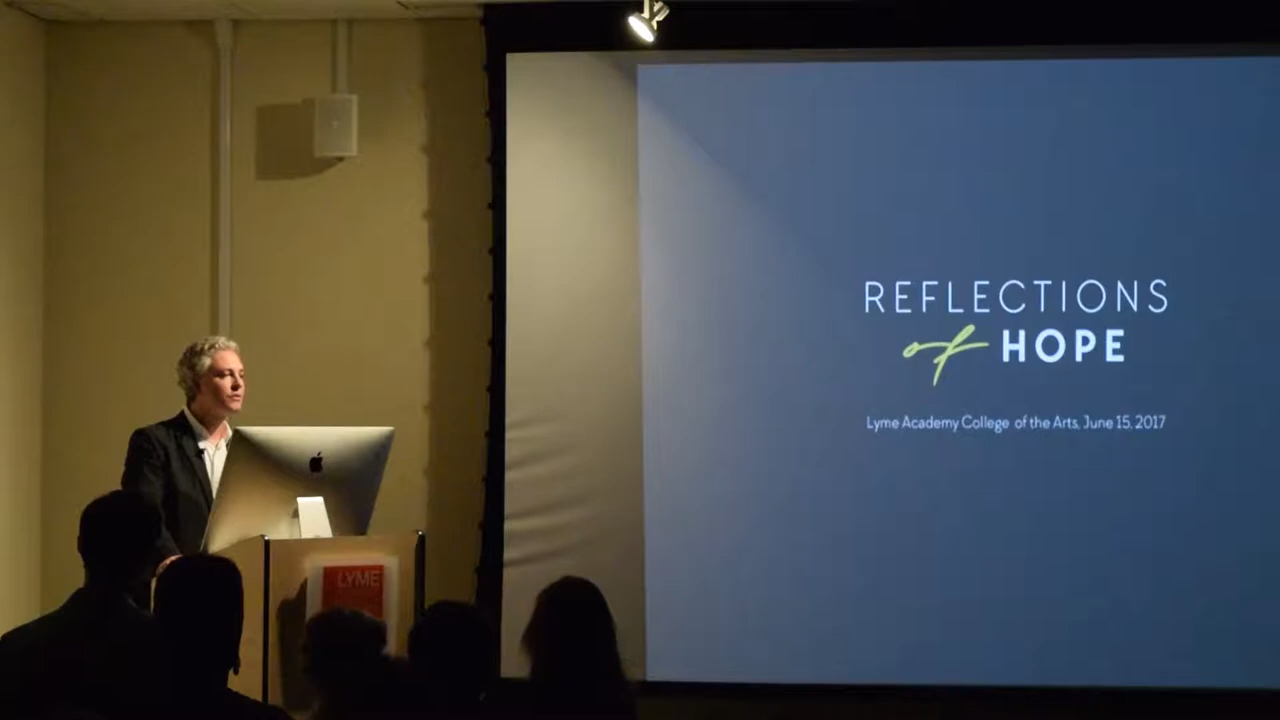 REFLECTIONS
of HOPE
Lyme Academy College of the Arts, June 15, 2017
LYME